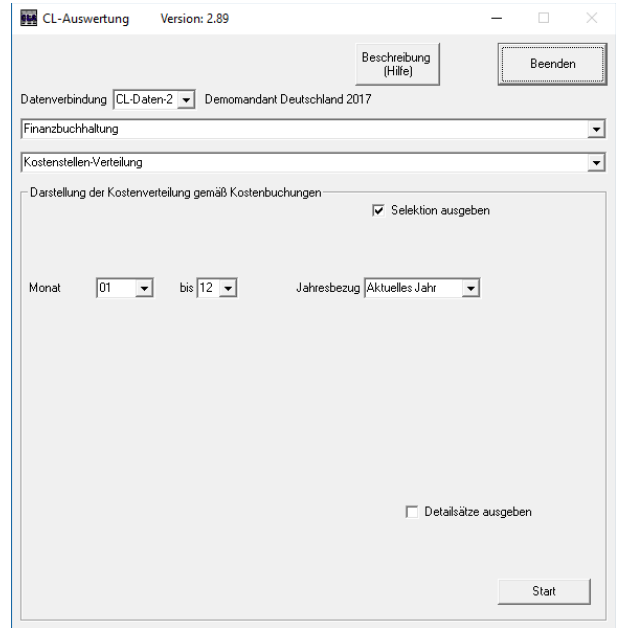 CL-Auswertung Version: 2.89
Beschreibung
(Hilfe)
Beenden
Datenverbindung CL-Daten-2 Demomandant Deutschland 2017
Finanzbuchhaltung
Kostenstellen-Verteilung
Darstellung der Kostenverteilung gemäß Kostenbuchungen
Selektion ausgeben
Monat 01 bis 12 Jahresbezug Aktuelles Jahr
Detailsätze ausgeben
Start